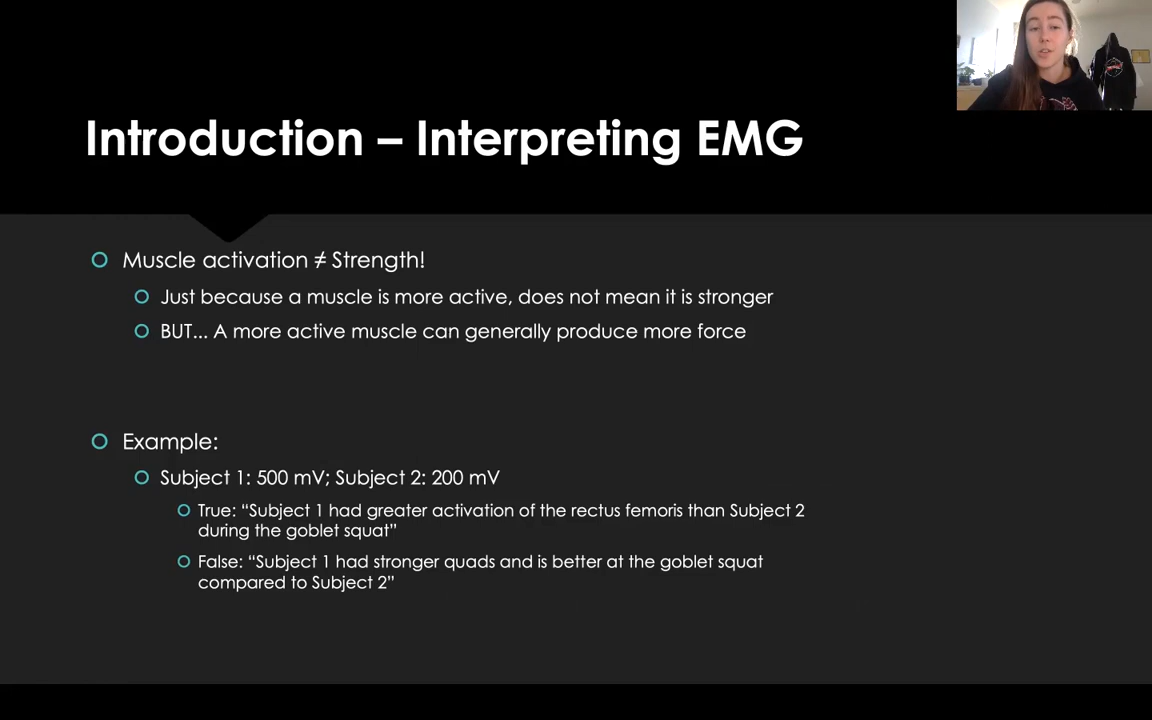 Introduction – Interpreting EMG
Muscle activation ≠ Strength!
Just because a muscle is more active, does not mean it is stronger
BUT... A more active muscle can generally produce more force
Example:
Subject 1: 500 mV; Subject 2: 200 mV
True: “Subject 1 had greater activation of the rectus femoris than Subject 2
during the goblet squat”
False: “Subject 1 had stronger quads and is better at the goblet squat
compared to Subject 2”